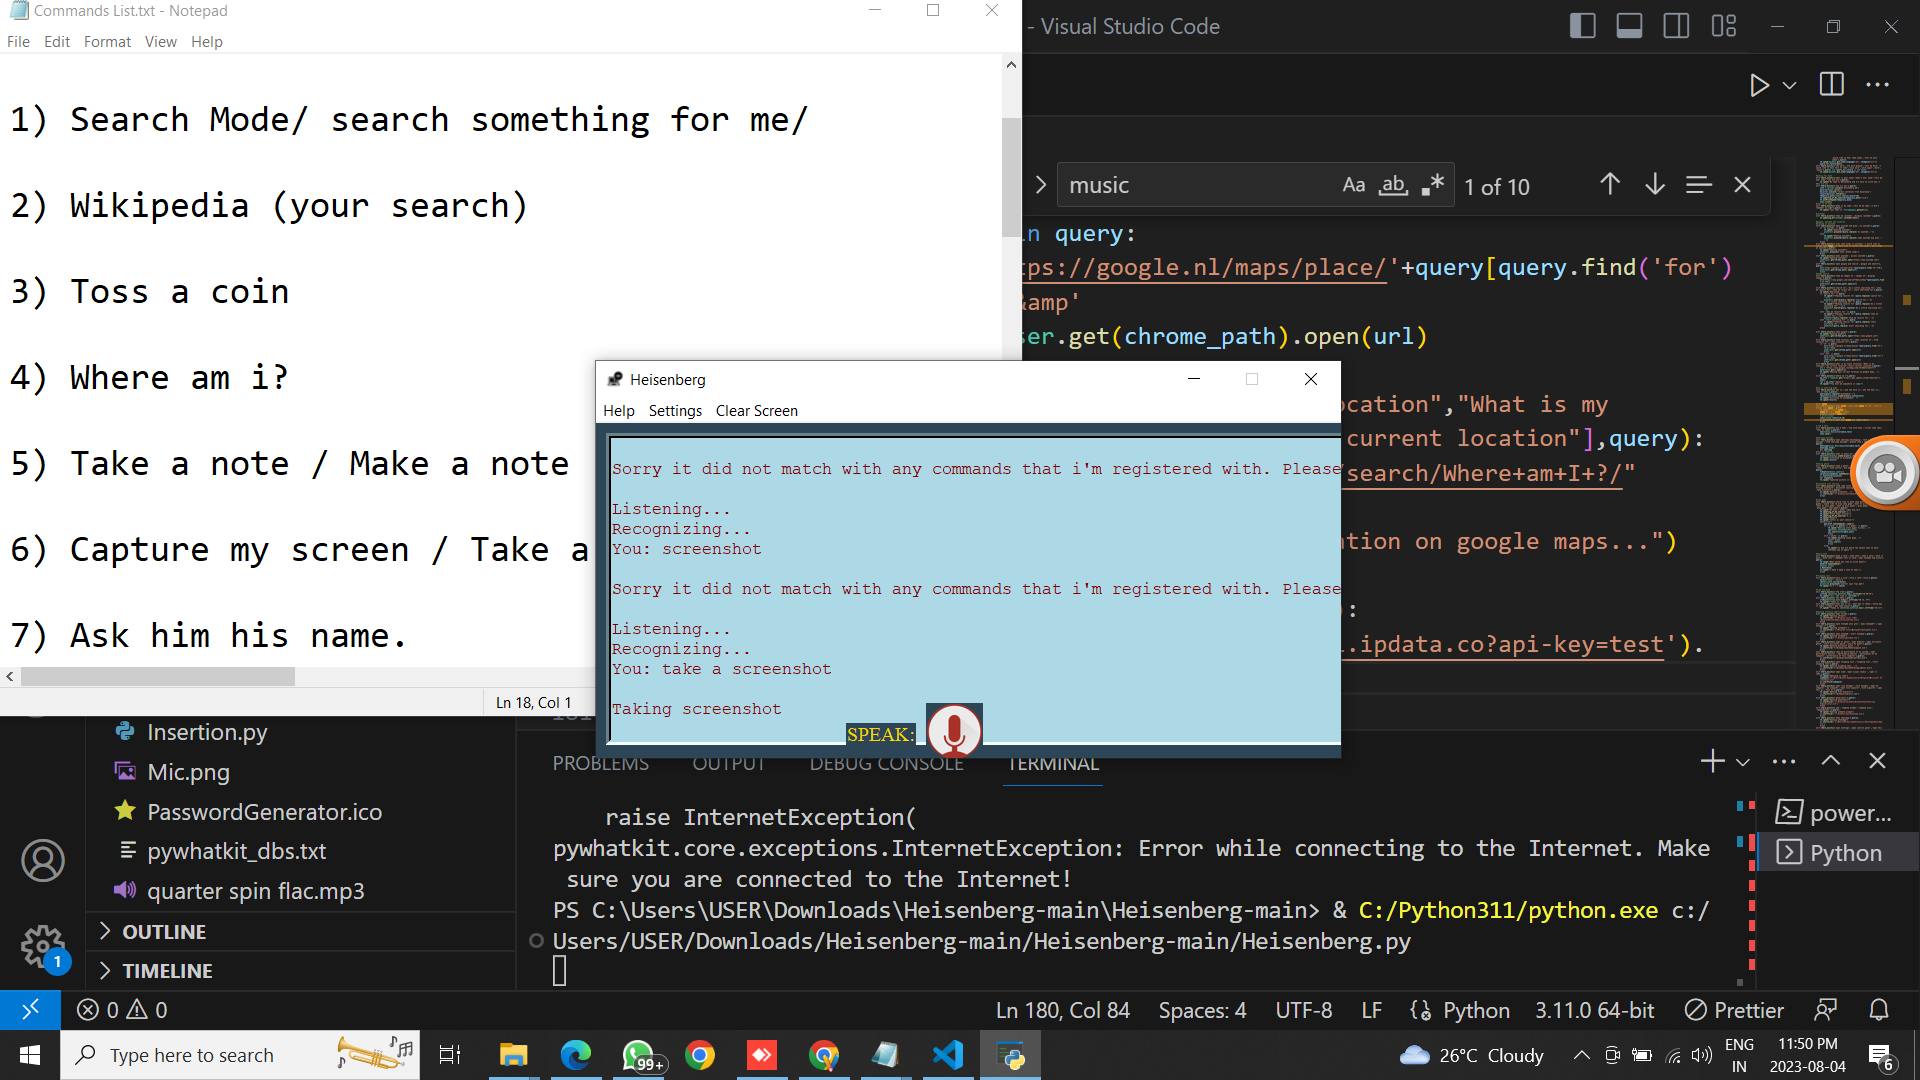 Commands List.txt - Notepad
File Edit Format View Help
1) Search Mode/ search something for me/
2) Wikipedia (your search)
3) Toss a coin
4) Where am i?
5) Take a note / Make a note
6) Capture my screen / Take a
7) Ask him his name.
Ln 18, Col 1
- Visual Studio Code
music
Aa ab 1 of 10
in query:
tps://google.nl/maps/place/'+query[query.find('for')
&amp'
ser.get(chrome_path).open(url)
ocation","What is my
current location"],query):
search/Where+am+I+?/"
tion on google maps...")
):
.ipdata.co?api-key=test').
Heisenberg
Help Settings Clear Screen
Sorry it did not match with any commands that i'm registered with. Please
Listening...
Recognizing...
You: screenshot
Sorry it did not match with any commands that i'm registered with. Please
Listening...
Recognizing...
You: take a screenshot
Taking screenshot
SPEAK:
Insertion.py
Mic.png
PasswordGenerator.ico
pywhatkit_dbs.txt
quarter spin flac.mp3
OUTLINE
TIMELINE
1
PROBLEMS OUTPUT DEBUG CONSOLE TERMINAL
raise InternetException(
pywhatkit.core.exceptions.InternetException: Error while connecting to the Internet. Make
sure you are connected to the Internet!
PS C:\Users\USER\Downloads\Heisenberg-main\Heisenberg-main> & C:/Python311/python.exe c:/
Users/USER/Downloads/Heisenberg-main/Heisenberg-main/Heisenberg.py
power...
Python
0 0
Ln 180, Col 84 Spaces: 4 UTF-8 LF Python 3.11.0 64-bit Prettier
Type here to search
99+
26°C Cloudy
ENG
IN
11:50 PM
2023-08-04
6